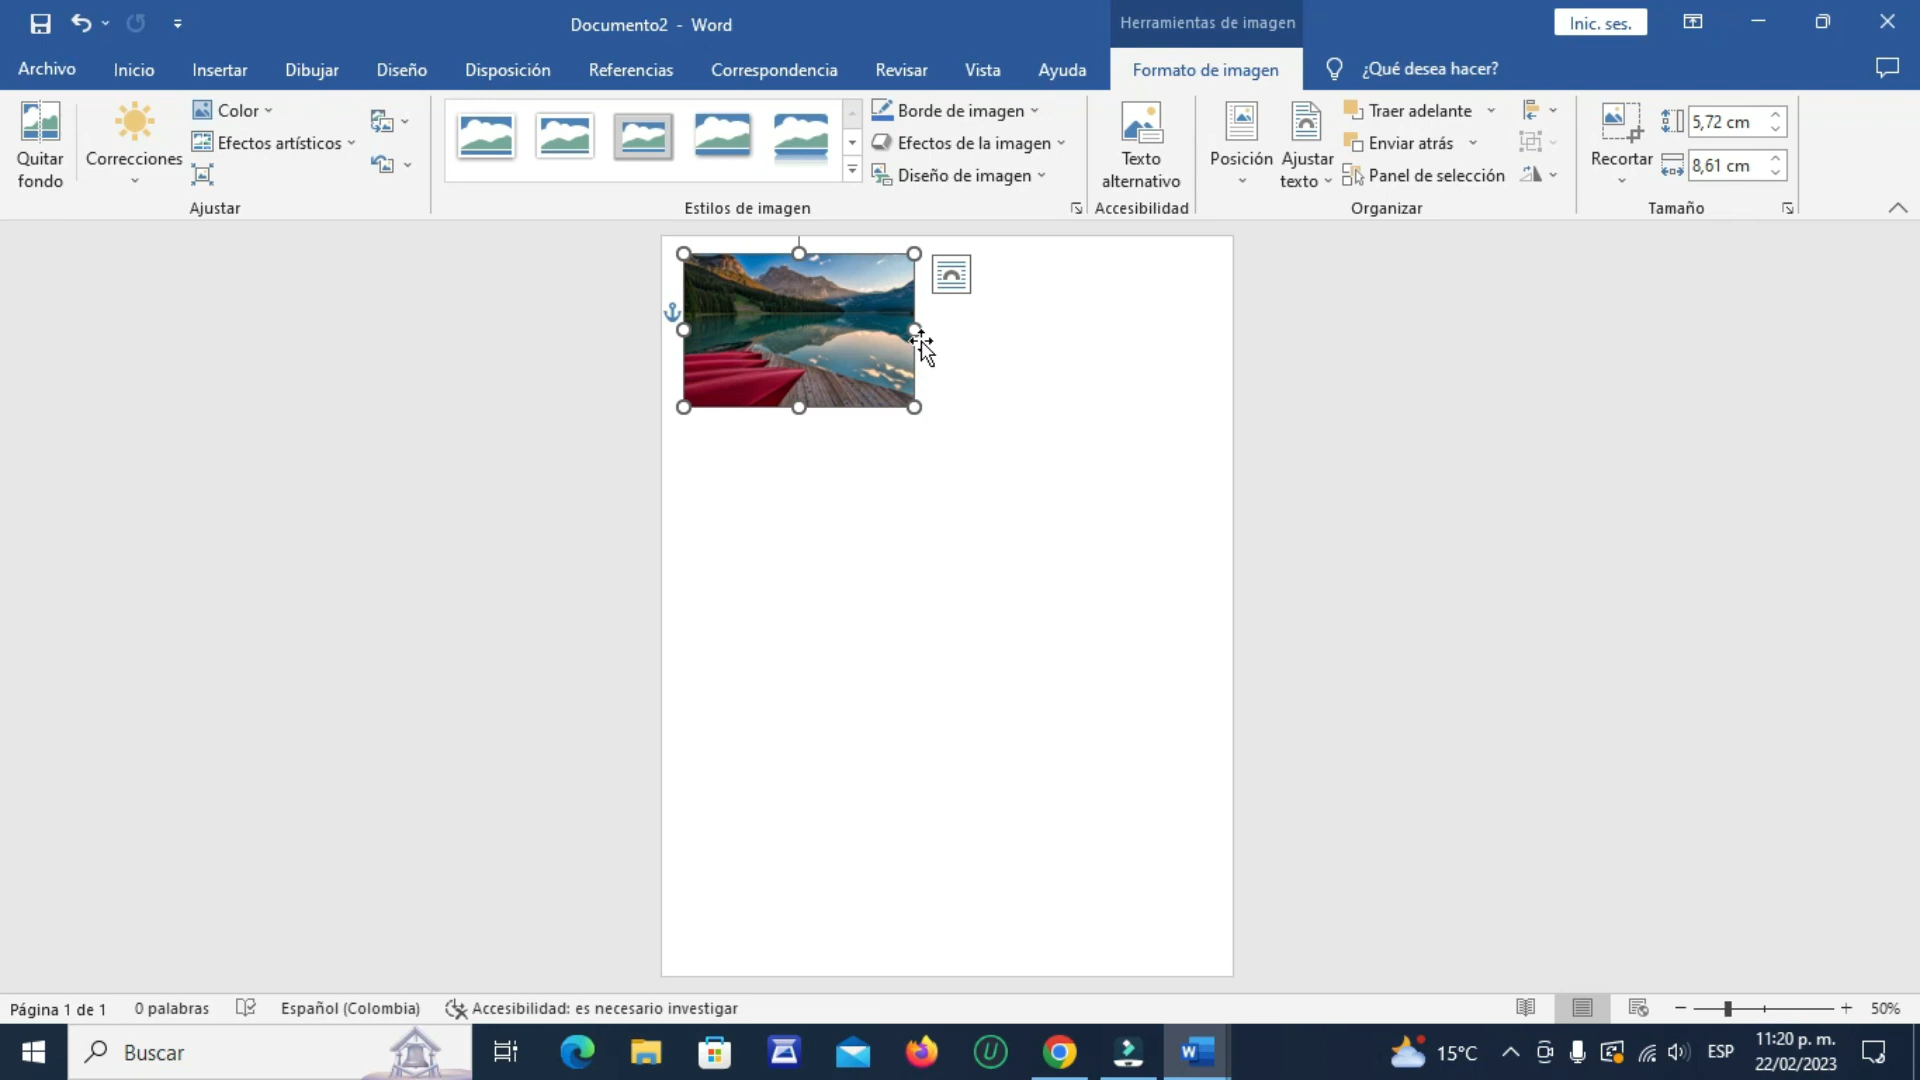 Documento2 - Word
Herramientas de imagen
Inic. ses.
Archivo
Inicio
Insertar
Dibujar
Diseño
Disposición
Referencias
Correspondencia
Revisar
Vista
Ayuda
Formato de imagen
¿Qué desea hacer?
Quitar
fondo
Correcciones
Color
Efectos artísticos
Ajustar
Borde de imagen
Efectos de la imagen
Diseño de imagen
Estilos de imagen
Texto
alternativo
Accesibilidad
Posición
Ajustar
texto
Traer adelante
Enviar atrás
Panel de selección
Organizar
Recortar
5,72 cm
8,61 cm
Tamaño
Página 1 de 1
0 palabras
Español (Colombia)
Accesibilidad: es necesario investigar
50%
Buscar
15°C
ESP
11:20 p. m.
22/02/2023